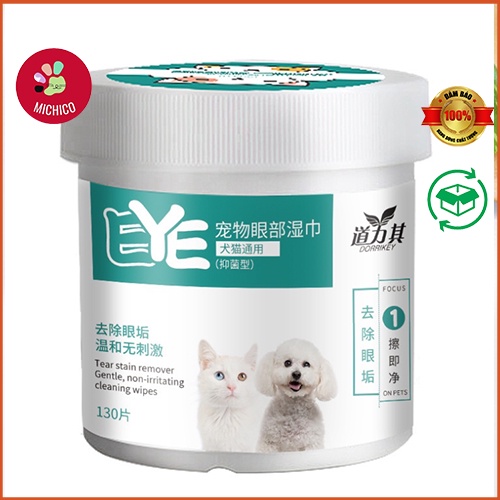 MICHICO
ĐẢM BẢO
100%
EYE
宠物眼部湿巾
犬猫通用
(抑菌型)
道力其
DORRIKEY
去除眼垢
温和无刺激
Tear stain remover
Gentle, non-irritating
cleaning wipes
130片
去除眼垢
FOCUS
1
擦即净
ON PETS